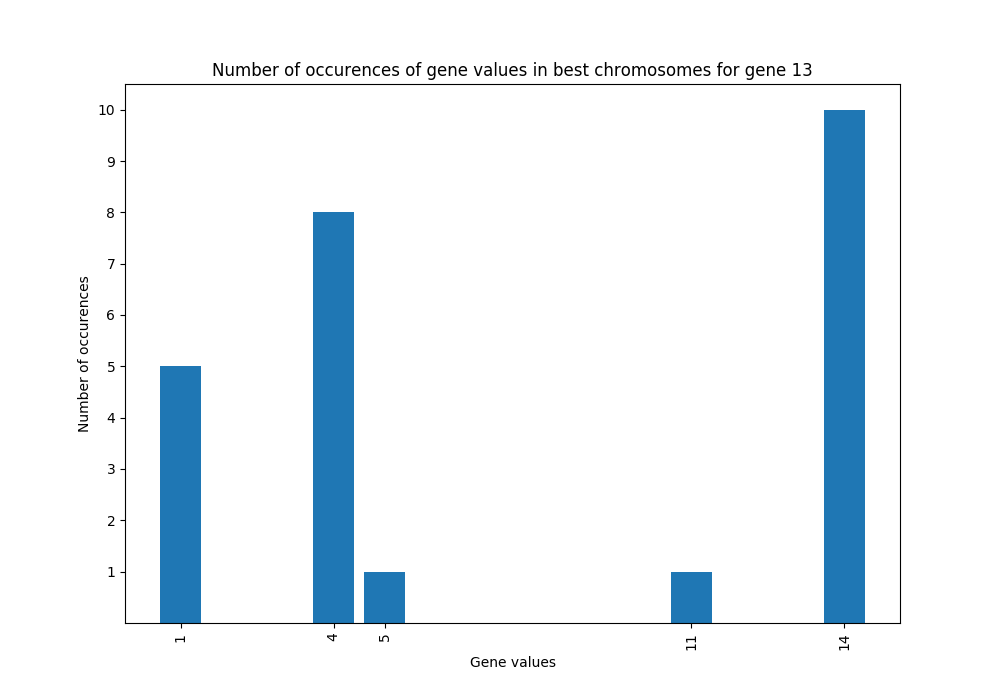 Number of occurences of gene values in best chromosomes for gene 13
10
9
8
7
6
5
4
3
2
1
Number of occurences
1 4 5 11 14
Gene values